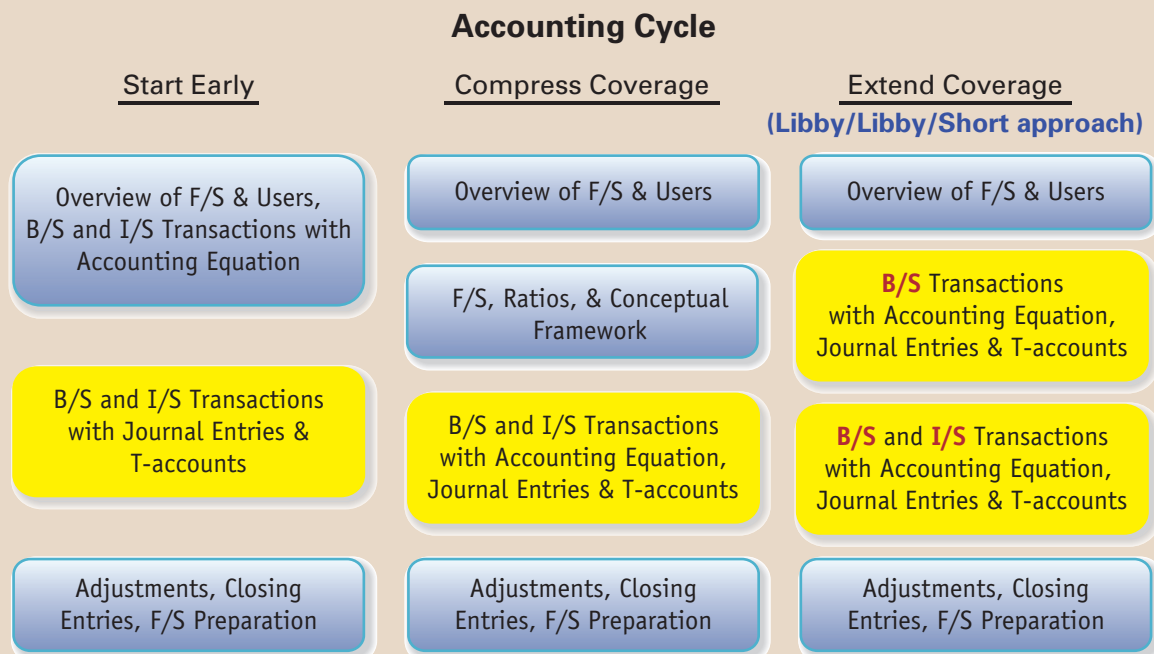 Accounting Cycle
Start Early
Overview of F/S & Users,
B/S and I/S Transactions with
Accounting Equation
B/S and I/S Transactions
with Journal Entries &
T-accounts
Adjustments, Closing
Entries, F/S Preparation
Compress Coverage
Overview of F/S & Users
F/S, Ratios, & Conceptual
Framework
B/S and I/S Transactions
with Accounting Equation,
Journal Entries & T-accounts
Adjustments, Closing
Entries, F/S Preparation
Extend Coverage
(Libby/Libby/Short approach)
Overview of F/S & Users
B/S Transactions
with Accounting Equation,
Journal Entries & T-accounts
B/S and I/S Transactions
with Accounting Equation,
Journal Entries & T-accounts
Adjustments, Closing
Entries, F/S Preparation